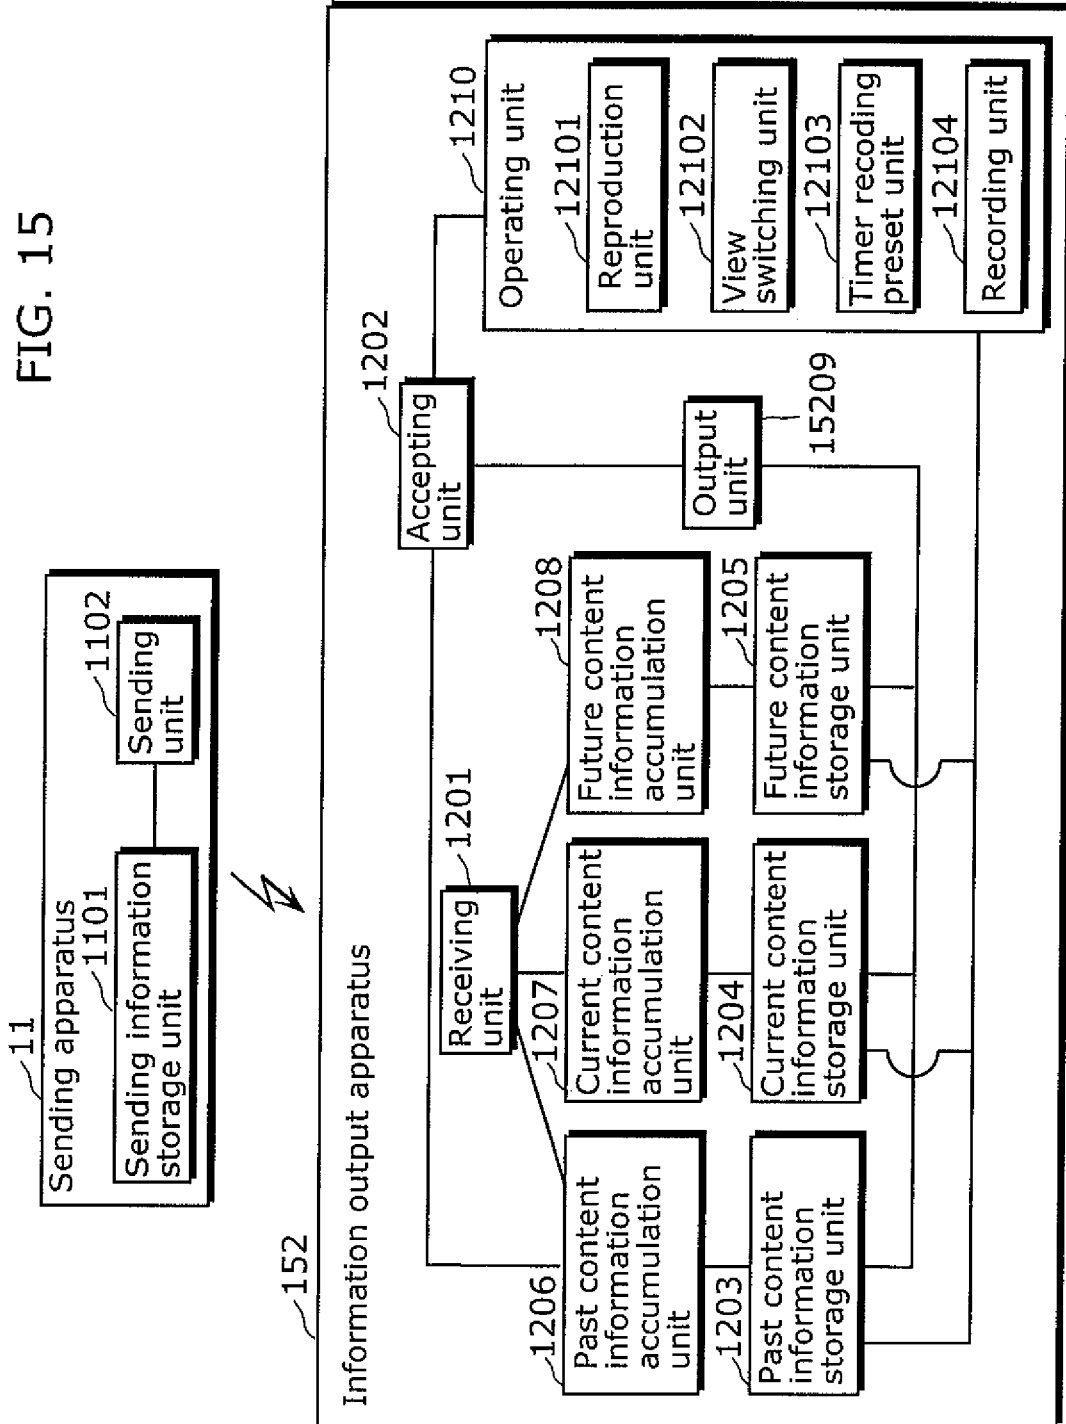 FIG. 15
11
Sending apparatus
1101
Sending information
storage unit
1102
Sending
unit
152
Information output apparatus
1201
Receiving
unit
1202
Accepting
unit
1206
Past content
information
accumulation
unit
1207
Current content
information
accumulation
unit
1208
Future content
information
accumulation
unit
1203
Past content
information
storage unit
1204
Current content
information
storage unit
1205
Future content
information
storage unit
Output
unit
15209
1210
Operating unit
12101
Reproduction
unit
12102
View
switching unit
12103
Timer recoding
preset unit
12104
Recording unit